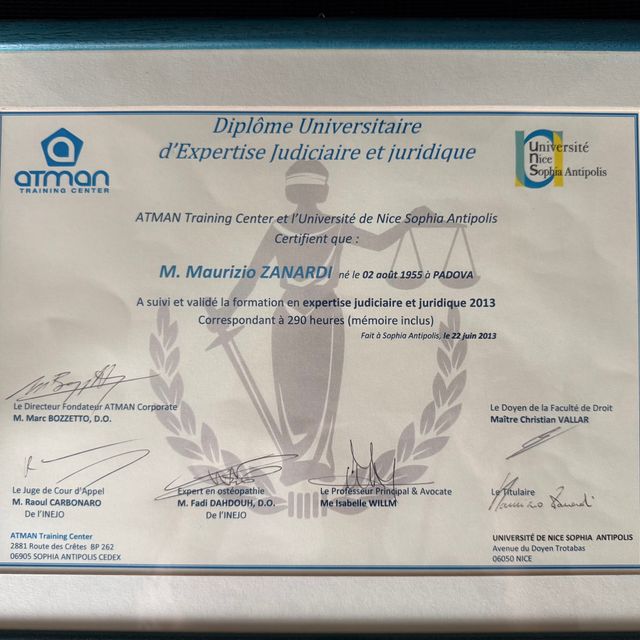 Diplôme Universitaire
d'Expertise Judiciaire et juridique
ATMAN
TRAINING CENTER
Université
Nice
Sophia Antipolis
ATMAN Training Center et l'Université de Nice Sophia Antipolis
Certifient que :
M. Maurizio ZANARDI né le 02 août 1955 à PADOVA
A suivi et validé la formation en expertise judiciaire et juridique 2013
Correspondant à 290 heures (mémoire inclus)
Fait à Sophia Antipolis, le 22 juin 2013
Le Directeur Fondateur ATMAN Corporate
M. Marc BOZZETTO, D.O.
Le Doyen de la Faculté de Droit
Maître Christian VALLAR
Le Juge de Cour d'Appel
M. Raoul CARBONARO
De l'INEJO
Expert en ostéopathie
M. Fadi DAHDOUH, D.O.
De l'INEJO
Le Professeur Principal & Avocate
Me Isabelle WILLM
Le Titulaire
Maurizio Zanardi
ATMAN Training Center
2881 Route des Crêtes BP 262
06905 SOPHIA ANTIPOLIS CEDEX
UNIVERSITÉ DE NICE SOPHIA ANTIPOLIS
Avenue du Doyen Trotabas
06050 NICE